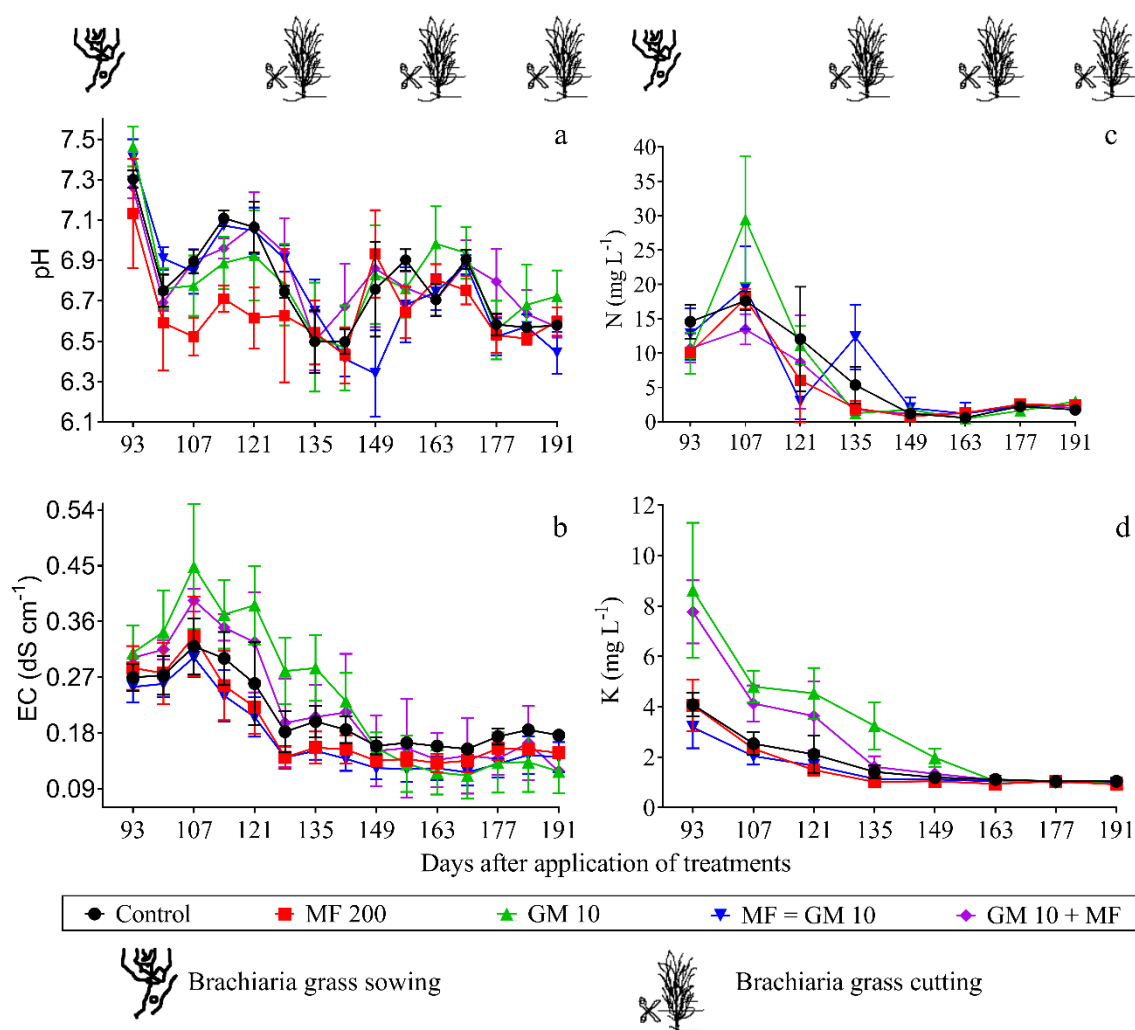 a
7.5
7.3
7.1
6.9
6.7
6.5
6.3
6.1
pH
93 107 121 135 149 163 177 191
c
40
35
30
25
20
15
10
5
0
N (mg L-1)
93 107 121 135 149 163 177 191
b
0.54
0.45
0.36
0.27
0.18
0.09
EC (dS cm-1)
93 107 121 135 149 163 177 191
d
12
10
8
6
4
2
0
K (mg L-1)
93 107 121 135 149 163 177 191
Days after application of treatments
Control MF 200 GM 10 MF = GM 10 GM 10 + MF
Brachiaria grass sowing Brachiaria grass cutting